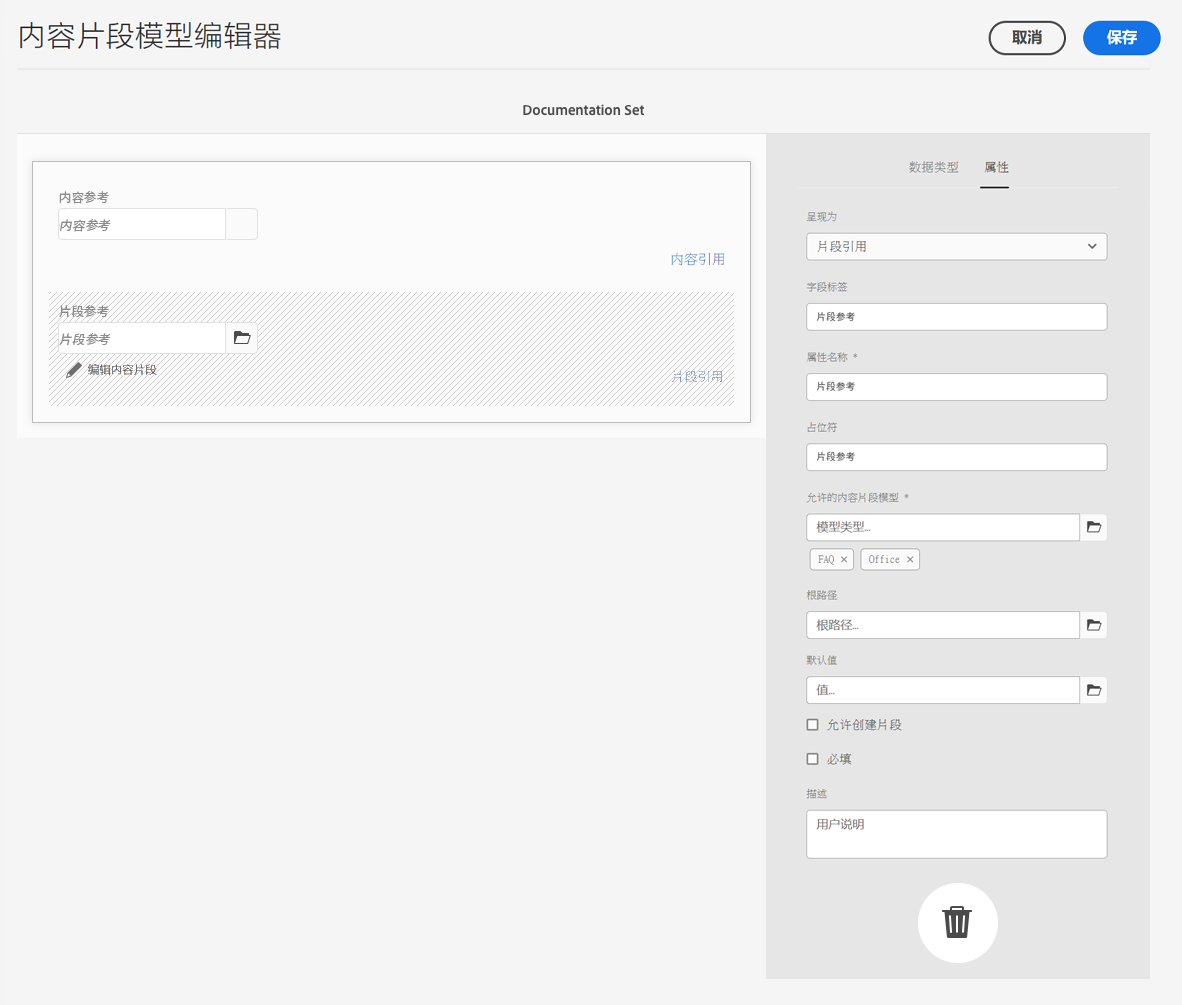 内容片段模型编辑器
取消
保存
Documentation Set
内容参考
内容参考
内容引用
片段参考
片段参考
编辑内容片段
片段引用
数据类型 属性
呈现为
片段引用
字段标签
片段参考
属性名称 *
片段参考
占位符
片段参考
允许的内容片段模型 *
模型类型…
FAQ × Office ×
根路径
根路径…
默认值
值…
允许创建片段
必填
描述
用户说明